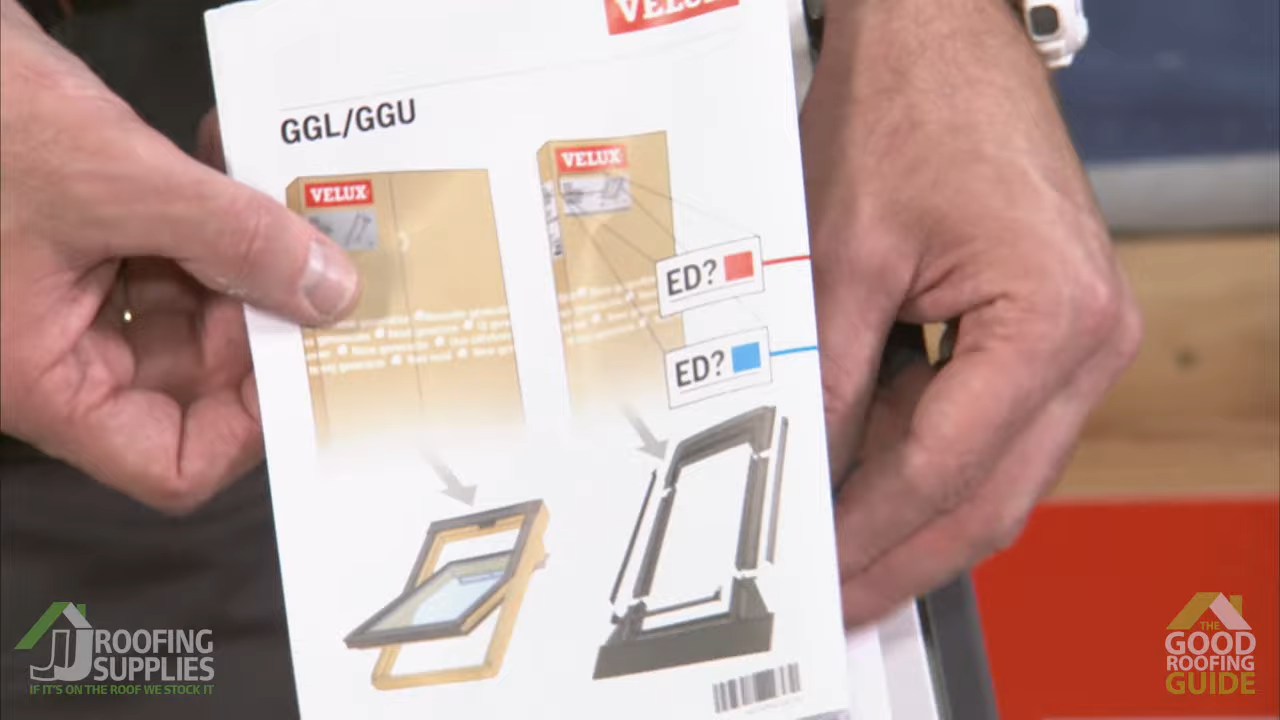 VELUX
GGL/GGU
VELUX
VELUX
ED?
ED?
JJ ROOFING
SUPPLIES
IF IT'S ON THE ROOF WE STOCK IT
THE
GOOD
ROOFING
GUIDE